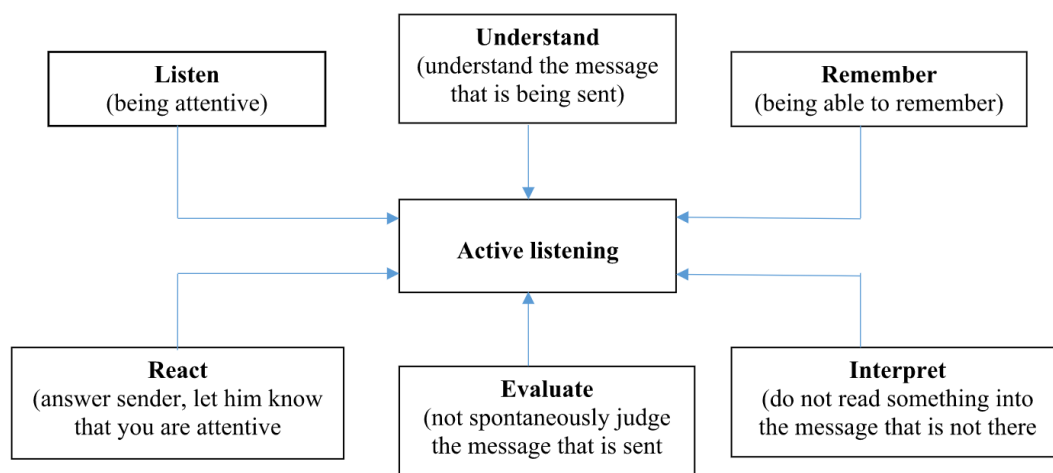 Listen
(being attentive)
Understand
(understand the message
that is being sent)
Remember
(being able to remember)
Active listening
React
(answer sender, let him know
that you are attentive
Evaluate
(not spontaneously judge
the message that is sent
Interpret
(do not read something into
the message that is not there